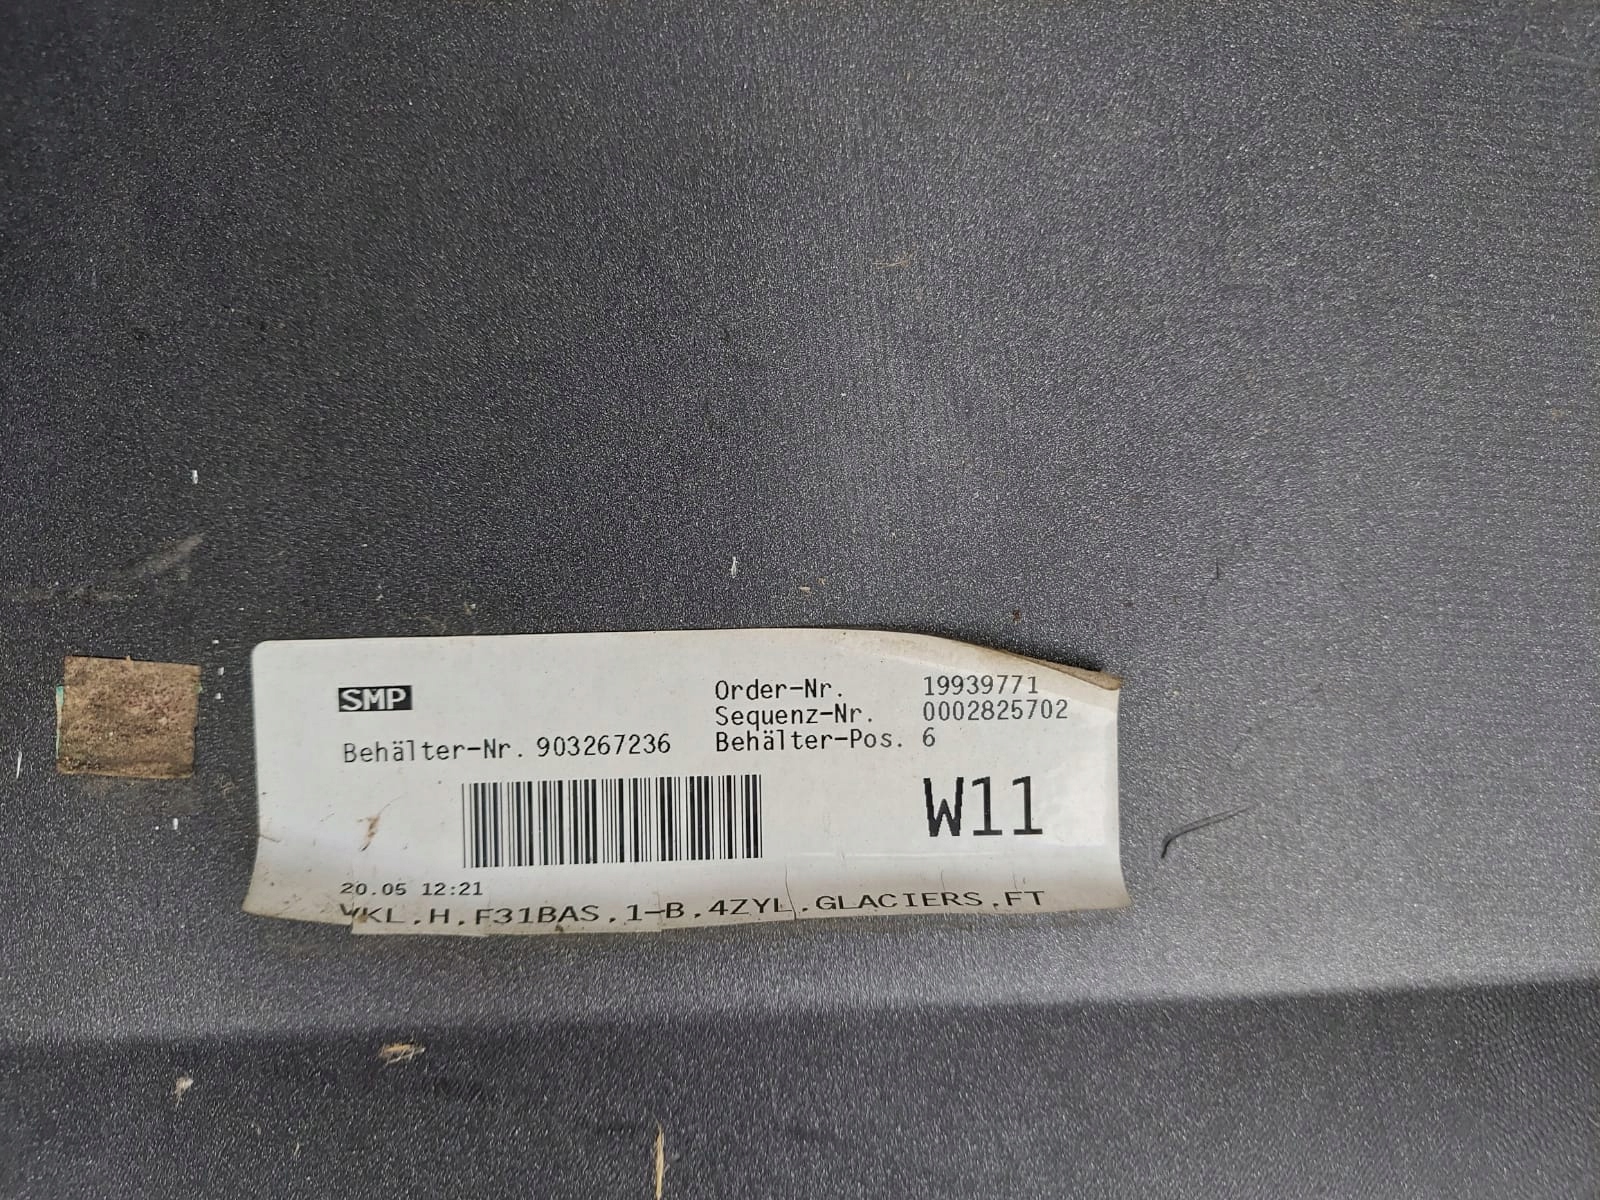 SMP
Order-Nr. 19939771
Sequenz-Nr. 0002825702
Behälter-Nr. 903267236 Behälter-Pos. 6
W11
20.05 12:21
VKL.H.F31BAS.1-B.4ZYL.GLACIERS.FT